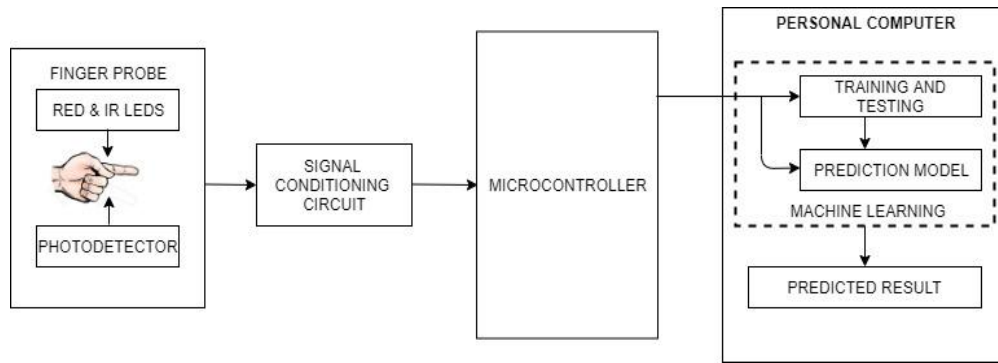 FINGER PROBE
RED & IR LEDS
PHOTODETECTOR
SIGNAL
CONDITIONING
CIRCUIT
MICROCONTROLLER
PERSONAL COMPUTER
TRAINING AND
TESTING
PREDICTION MODEL
MACHINE LEARNING
PREDICTED RESULT